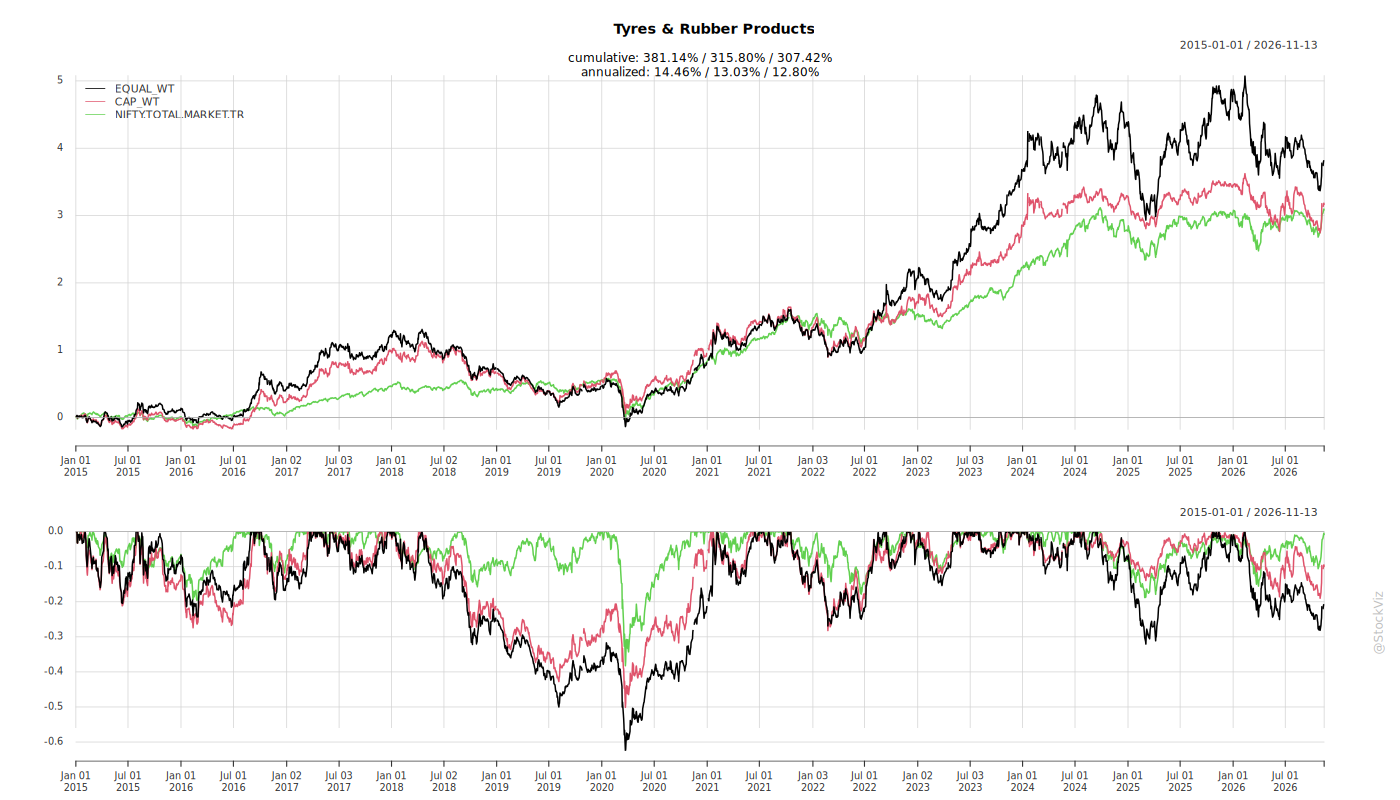 Tyres & Rubber Products
2015-01-01 / 2026-11-13
cumulative: 381.14% / 315.80% / 307.42%
annualized: 14.46% / 13.03% / 12.80%
EQUAL_WT
CAP_WT
NIFTY.TOTAL.MARKET.TR
5
4
3
2
1
0
Jan 01 Jul 01 Jan 01 Jul 01 Jan 02 Jul 03 Jan 01 Jul 02 Jan 01 Jul 01 Jan 01 Jul 01 Jan 01 Jul 01 Jan 03 Jul 01 Jan 02 Jul 03 Jan 01 Jul 01 Jan 01 Jul 01 Jan 01 Jul 01
2015 2015 2016 2016 2017 2017 2018 2018 2019 2019 2020 2020 2021 2021 2022 2022 2023 2023 2024 2024 2025 2025 2026 2026
2015-01-01 / 2026-11-13
0.0
-0.1
-0.2
-0.3
-0.4
-0.5
-0.6
Jan 01 Jul 01 Jan 01 Jul 01 Jan 02 Jul 03 Jan 01 Jul 02 Jan 01 Jul 01 Jan 01 Jul 01 Jan 01 Jul 01 Jan 03 Jul 01 Jan 02 Jul 03 Jan 01 Jul 01 Jan 01 Jul 01 Jan 01 Jul 01
2015 2015 2016 2016 2017 2017 2018 2018 2019 2019 2020 2020 2021 2021 2022 2022 2023 2023 2024 2024 2025 2025 2026 2026
@StockViz